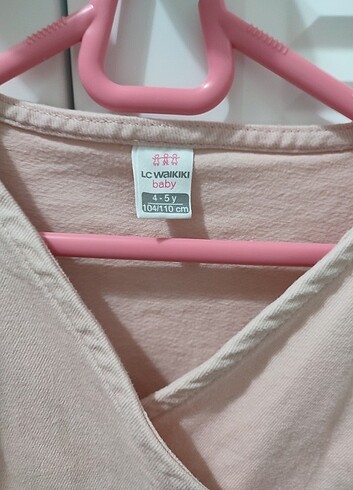 LC WAIKIKI
baby
4 - 5 y
104/110 cm